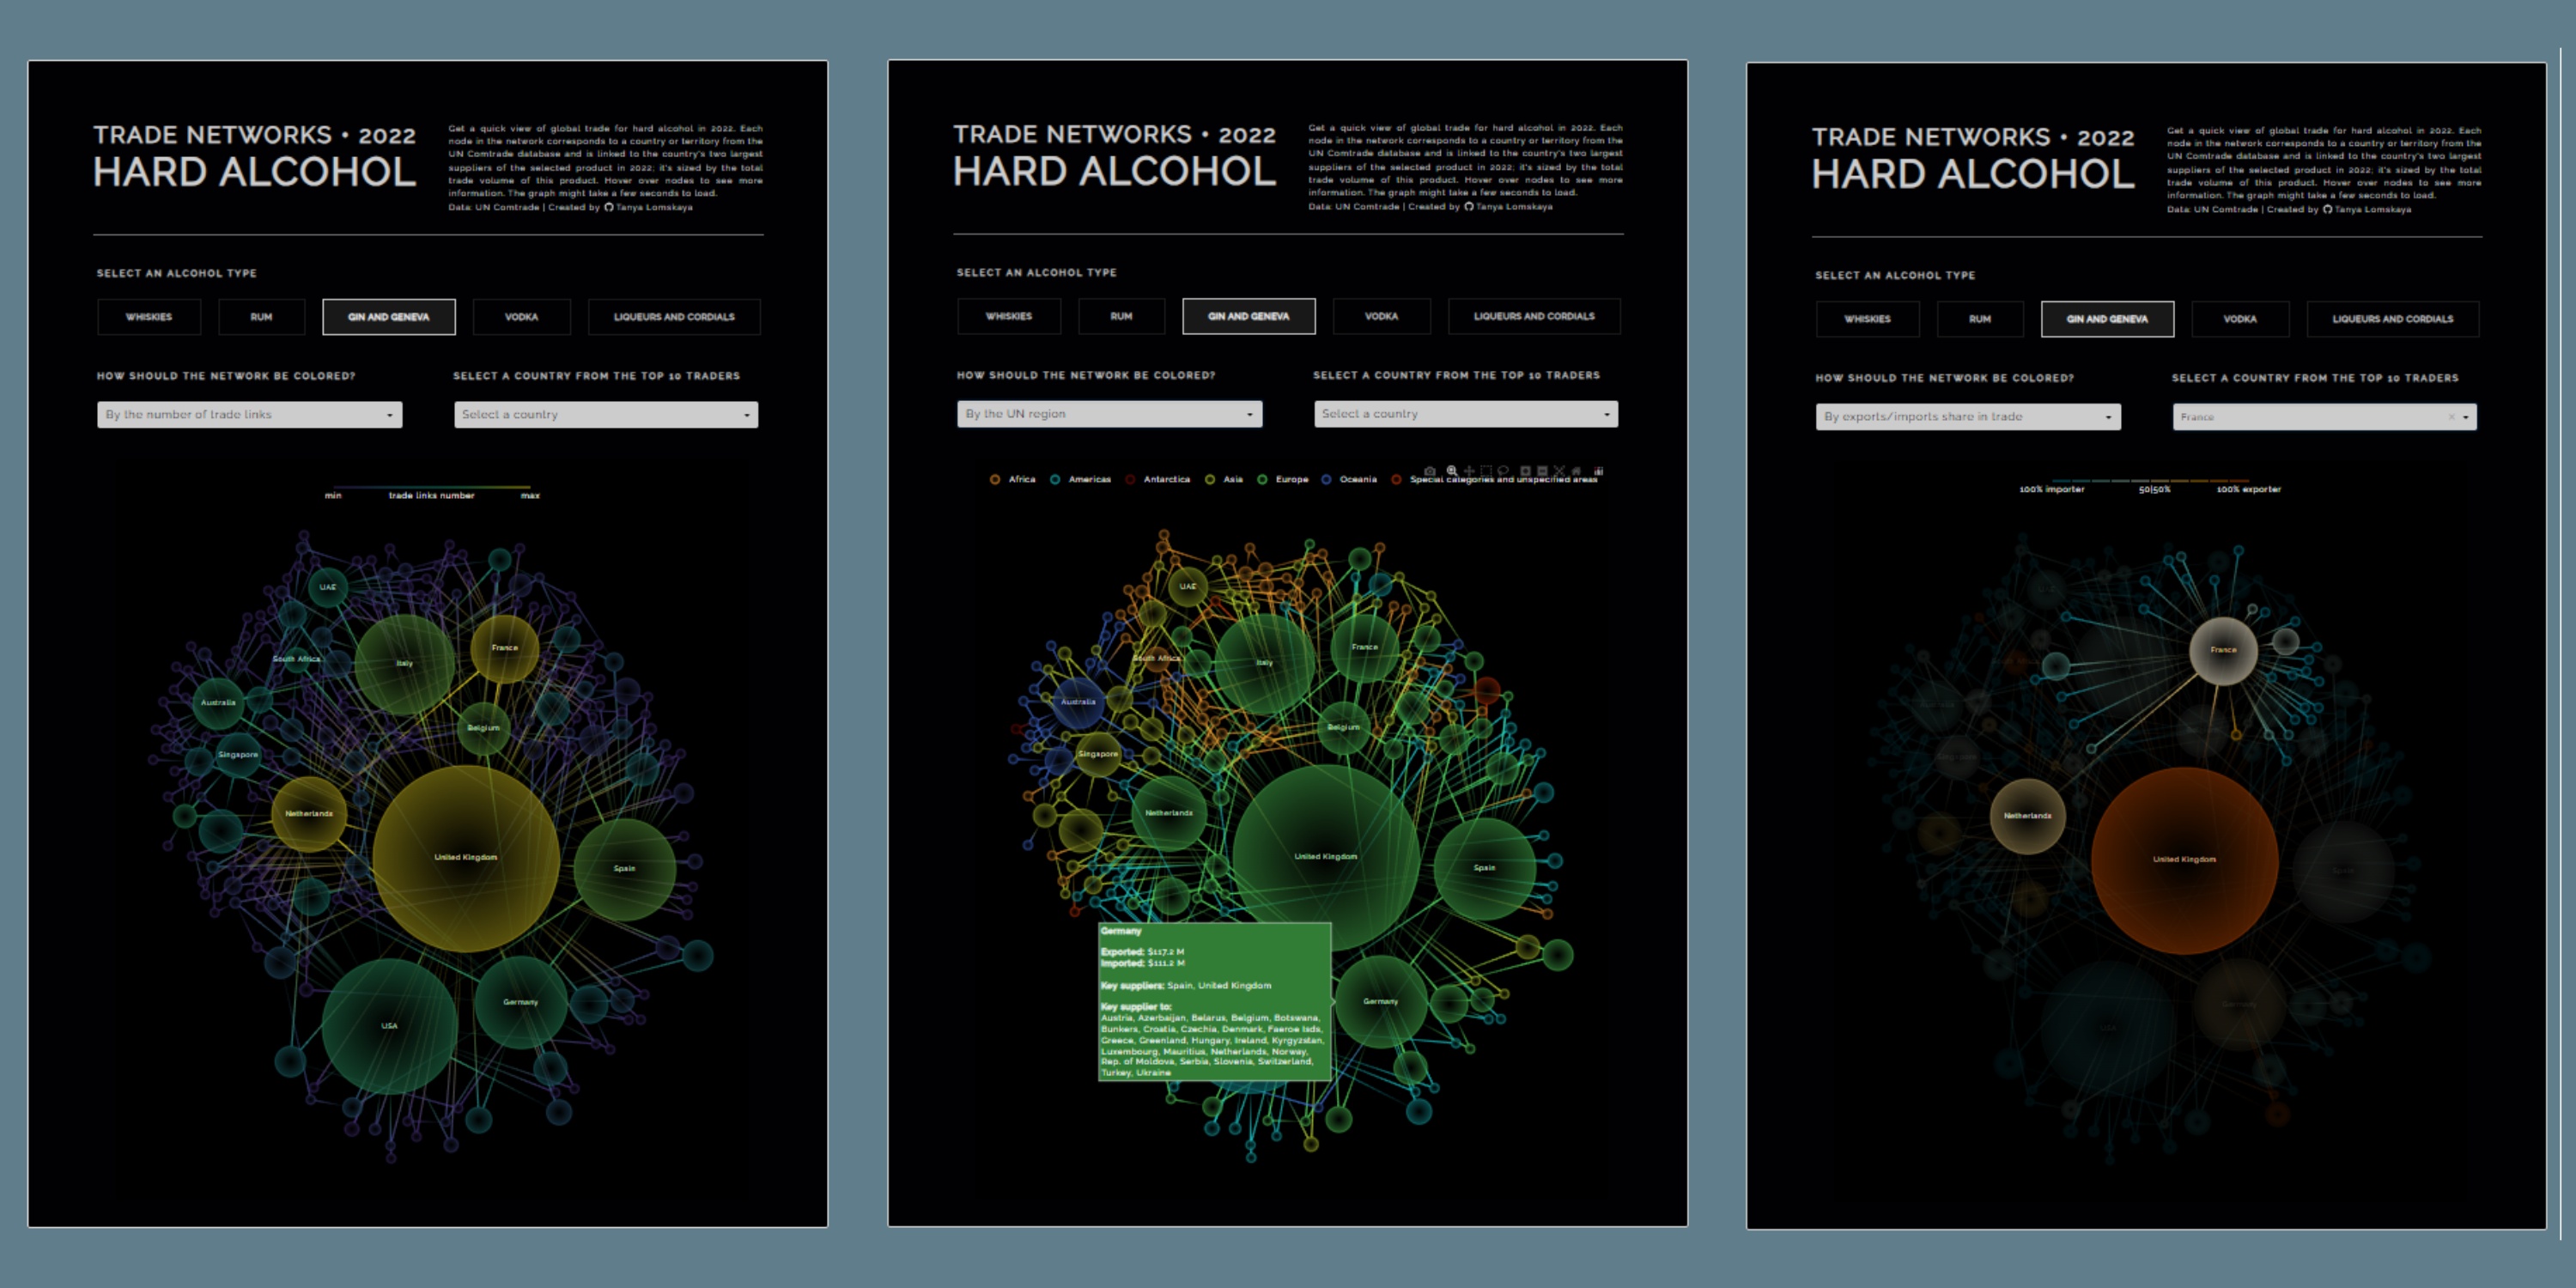 TRADE NETWORKS • 2022
HARD ALCOHOL
Get a quick view of global trade for hard alcohol in 2022. Each
node in the network corresponds to a country or territory from the
UN Comtrade database and is linked to the country's two largest
suppliers of the selected product in 2022; it's sized by the total
trade volume of this product. Hover over nodes to see more
information. The graph might take a few seconds to load.
Data: UN Comtrade | Created by Tanya Lomskaya
SELECT AN ALCOHOL TYPE
WHISKIES
RUM
GIN AND GENEVA
VODKA
LIQUEURS AND CORDIALS
HOW SHOULD THE NETWORK BE COLORED?
SELECT A COUNTRY FROM THE TOP 10 TRADERS
By the number of trade links
Select a country
min
trade links number
max
UAE
France
South Africa
Italy
Australia
Belgium
Singapore
Netherlands
United Kingdom
Spain
Germany
USA
TRADE NETWORKS • 2022
HARD ALCOHOL
Get a quick view of global trade for hard alcohol in 2022. Each
node in the network corresponds to a country or territory from the
UN Comtrade database and is linked to the country's two largest
suppliers of the selected product in 2022; it's sized by the total
trade volume of this product. Hover over nodes to see more
information. The graph might take a few seconds to load.
Data: UN Comtrade | Created by Tanya Lomskaya
SELECT AN ALCOHOL TYPE
WHISKIES
RUM
GIN AND GENEVA
VODKA
LIQUEURS AND CORDIALS
HOW SHOULD THE NETWORK BE COLORED?
SELECT A COUNTRY FROM THE TOP 10 TRADERS
By the UN region
Select a country
Africa
Americas
Antarctica
Asia
Europe
Oceania
Special categories and unspecified areas
UAE
France
South Africa
Italy
Australia
Belgium
Singapore
Netherlands
United Kingdom
Spain
Germany
Exported: $117.2 M
Imported: $111.2 M
Key suppliers: Spain, United Kingdom
Key supplier to:
Austria, Azerbaijan, Belarus, Belgium, Botswana,
Bunkers, Croatia, Czechia, Denmark, Faeroe Isds,
Greece, Greenland, Hungary, Ireland, Kyrgyzstan,
Luxembourg, Mauritius, Netherlands, Norway,
Rep. of Moldova, Serbia, Slovenia, Switzerland,
Turkey, Ukraine
Germany
TRADE NETWORKS • 2022
HARD ALCOHOL
Get a quick view of global trade for hard alcohol in 2022. Each
node in the network corresponds to a country or territory from the
UN Comtrade database and is linked to the country's two largest
suppliers of the selected product in 2022; it's sized by the total
trade volume of this product. Hover over nodes to see more
information. The graph might take a few seconds to load.
Data: UN Comtrade | Created by Tanya Lomskaya
SELECT AN ALCOHOL TYPE
WHISKIES
RUM
GIN AND GENEVA
VODKA
LIQUEURS AND CORDIALS
HOW SHOULD THE NETWORK BE COLORED?
SELECT A COUNTRY FROM THE TOP 10 TRADERS
By exports/imports share in trade
France
100% importer
50|50%
100% exporter
France
Netherlands
United Kingdom
Germany
USA